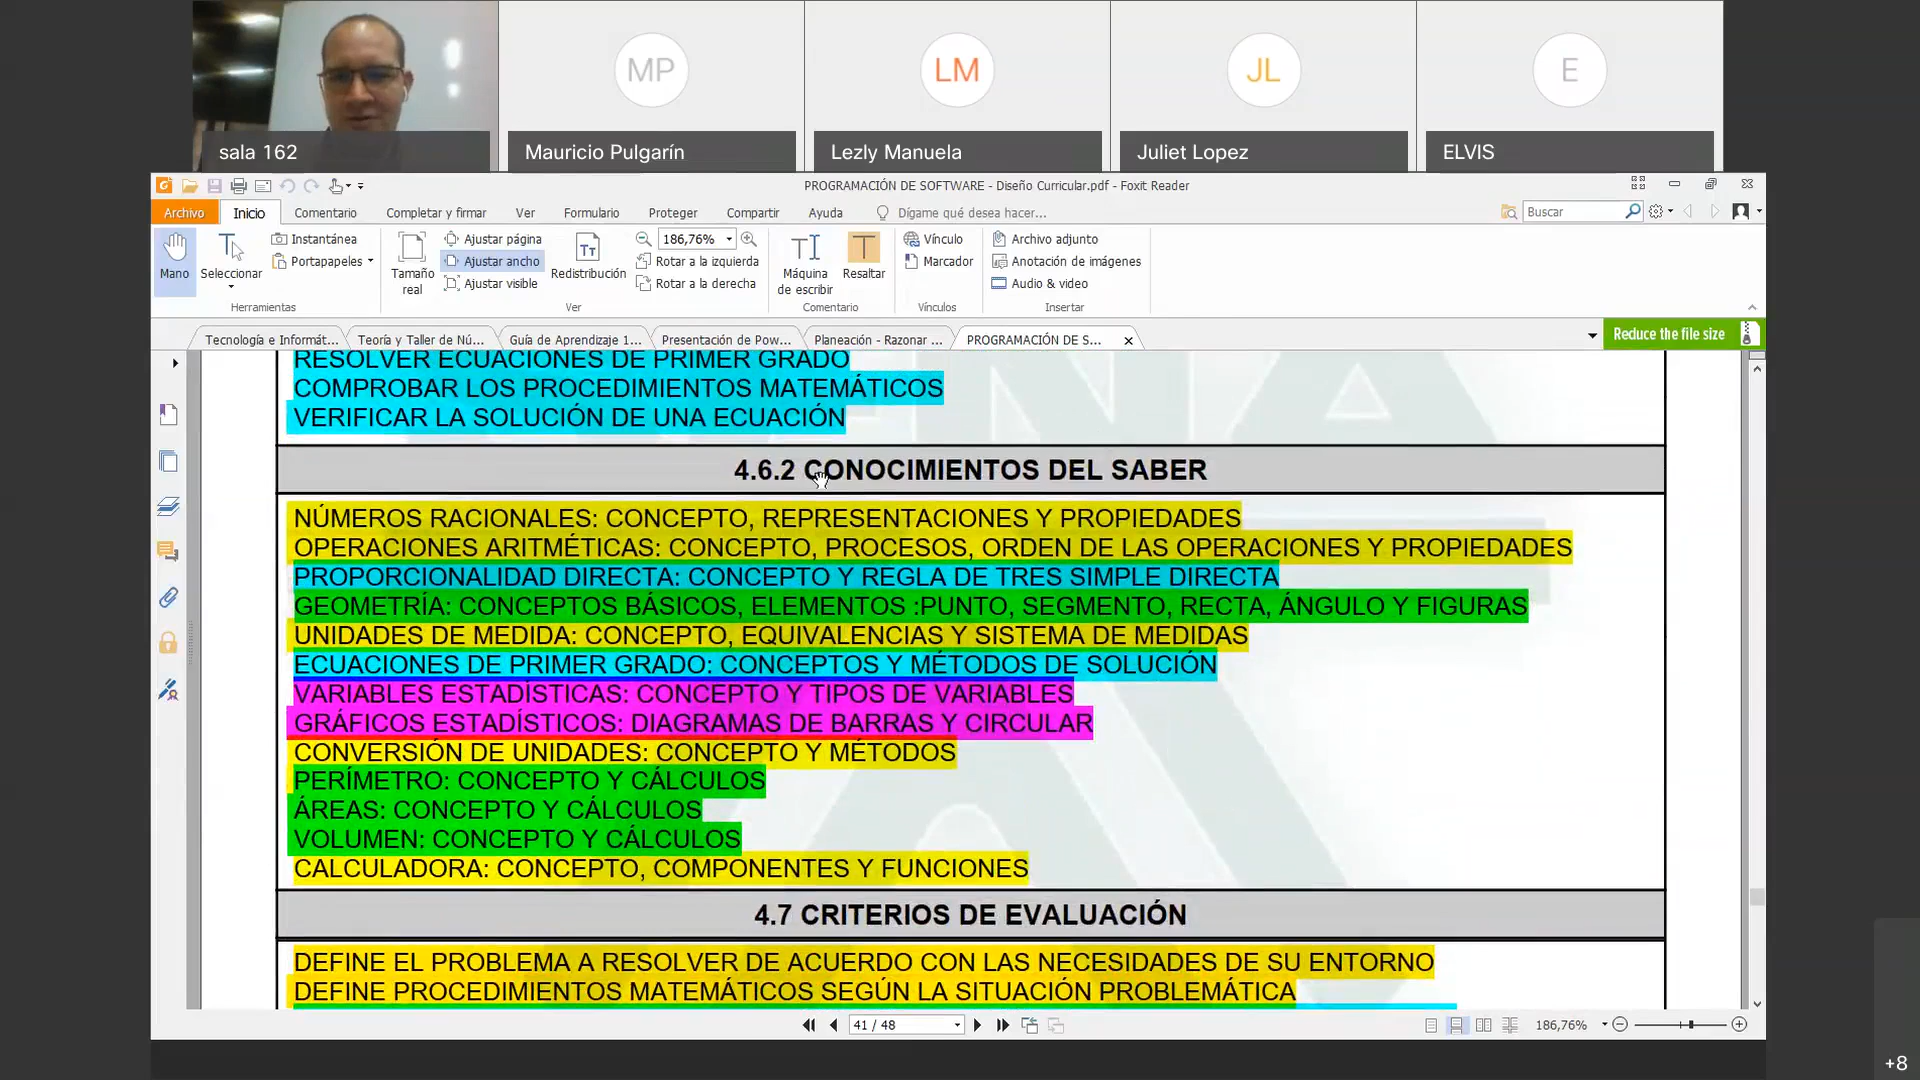 MP
LM
JL
E
sala 162
Mauricio Pulgarín
Lezly Manuela
Juliet Lopez
ELVIS
PROGRAMACIÓN DE SOFTWARE - Diseño Curricular.pdf - Foxit Reader
Archivo
Inicio
Comentario
Completar y firmar
Ver
Formulario
Proteger
Compartir
Ayuda
Dígame qué desea hacer...
Buscar
Mano
Seleccionar
Instantánea
Portapapeles
Herramientas
Tamaño real
Ajustar página
Ajustar ancho
Ajustar visible
Redistribución
186,76%
Rotar a la izquierda
Rotar a la derecha
Ver
Máquina de escribir
Resaltar
Comentario
Vínculo
Marcador
Vínculos
Archivo adjunto
Anotación de imágenes
Audio & video
Insertar
Tecnología e Informát...
Teoría y Taller de Nú...
Guía de Aprendizaje 1...
Presentación de Pow...
Planeación - Razonar ...
PROGRAMACIÓN DE S...
Reduce the file size
RESOLVER ECUACIONES DE PRIMER GRADO
COMPROBAR LOS PROCEDIMIENTOS MATEMÁTICOS
VERIFICAR LA SOLUCIÓN DE UNA ECUACIÓN
4.6.2 CONOCIMIENTOS DEL SABER
NÚMEROS RACIONALES: CONCEPTO, REPRESENTACIONES Y PROPIEDADES
OPERACIONES ARITMÉTICAS: CONCEPTO, PROCESOS, ORDEN DE LAS OPERACIONES Y PROPIEDADES
PROPORCIONALIDAD DIRECTA: CONCEPTO Y REGLA DE TRES SIMPLE DIRECTA
GEOMETRÍA: CONCEPTOS BÁSICOS, ELEMENTOS :PUNTO, SEGMENTO, RECTA, ÁNGULO Y FIGURAS
UNIDADES DE MEDIDA: CONCEPTO, EQUIVALENCIAS Y SISTEMA DE MEDIDAS
ECUACIONES DE PRIMER GRADO: CONCEPTOS Y MÉTODOS DE SOLUCIÓN
VARIABLES ESTADÍSTICAS: CONCEPTO Y TIPOS DE VARIABLES
GRÁFICOS ESTADÍSTICOS: DIAGRAMAS DE BARRAS Y CIRCULAR
CONVERSIÓN DE UNIDADES: CONCEPTO Y MÉTODOS
PERÍMETRO: CONCEPTO Y CÁLCULOS
ÁREAS: CONCEPTO Y CÁLCULOS
VOLUMEN: CONCEPTO Y CÁLCULOS
CALCULADORA: CONCEPTO, COMPONENTES Y FUNCIONES
4.7 CRITERIOS DE EVALUACIÓN
DEFINE EL PROBLEMA A RESOLVER DE ACUERDO CON LAS NECESIDADES DE SU ENTORNO
DEFINE PROCEDIMIENTOS MATEMÁTICOS SEGÚN LA SITUACIÓN PROBLEMÁTICA
41 / 48
186,76%
+8